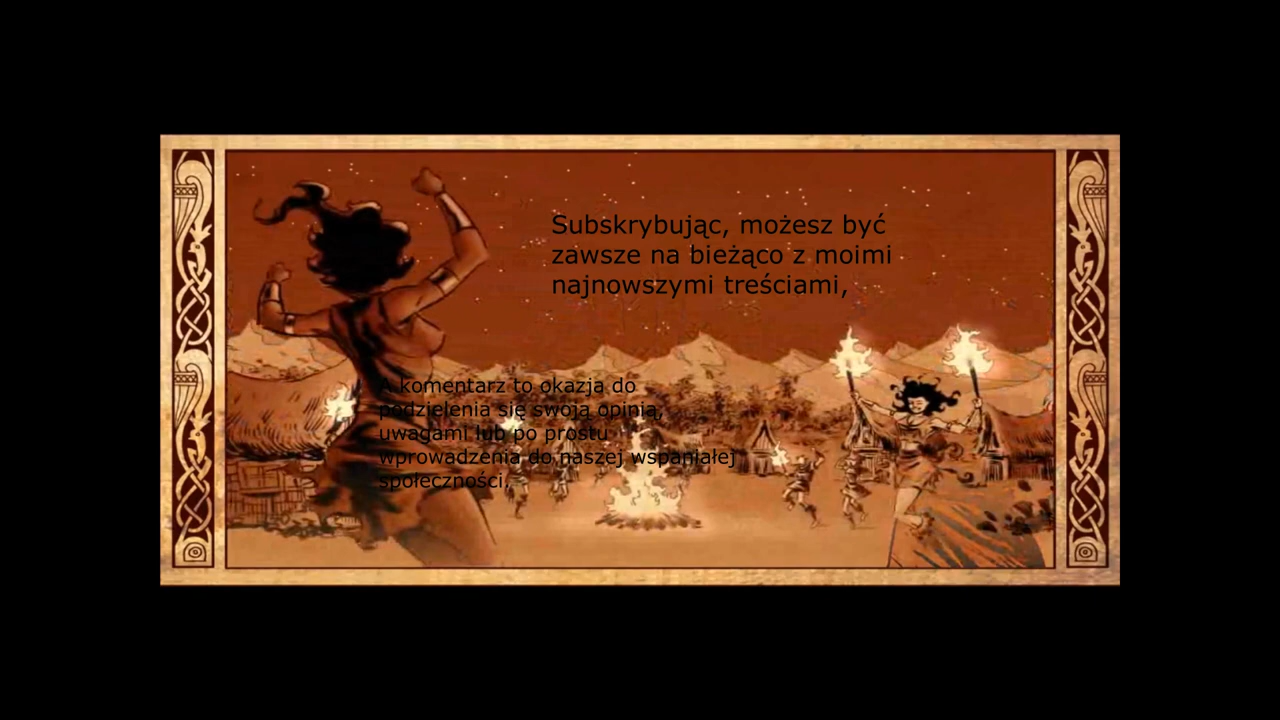 Subskrybując, możesz być
zawsze na bieżąco z moimi
najnowszymi treściami,
A komentarz to okazja do
podzielenia się swoją opinią,
uwagami lub po prostu
wprowadzenia do naszej wspaniałej
społeczności.